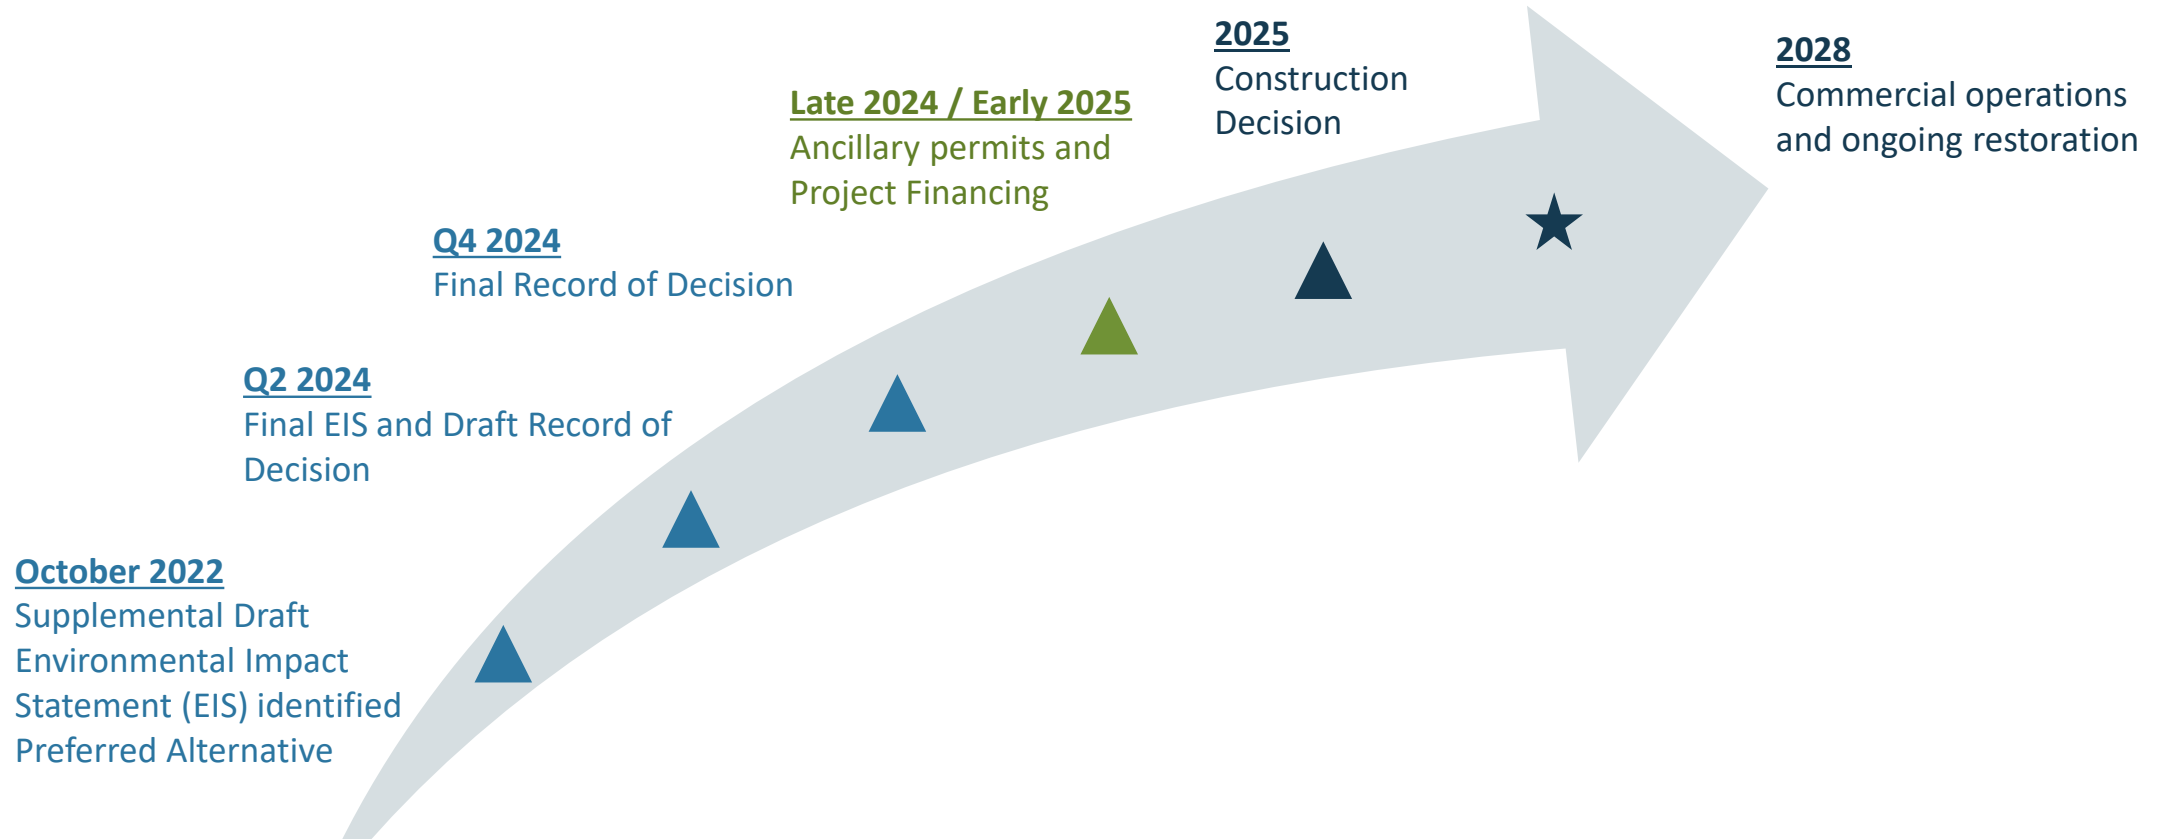 October 2022
Supplemental Draft
Environmental Impact
Statement (EIS) identified
Preferred Alternative
Q2 2024
Final EIS and Draft Record of
Decision
Q4 2024
Final Record of Decision
Late 2024 / Early 2025
Ancillary permits and
Project Financing
2025
Construction
Decision
2028
Commercial operations
and ongoing restoration